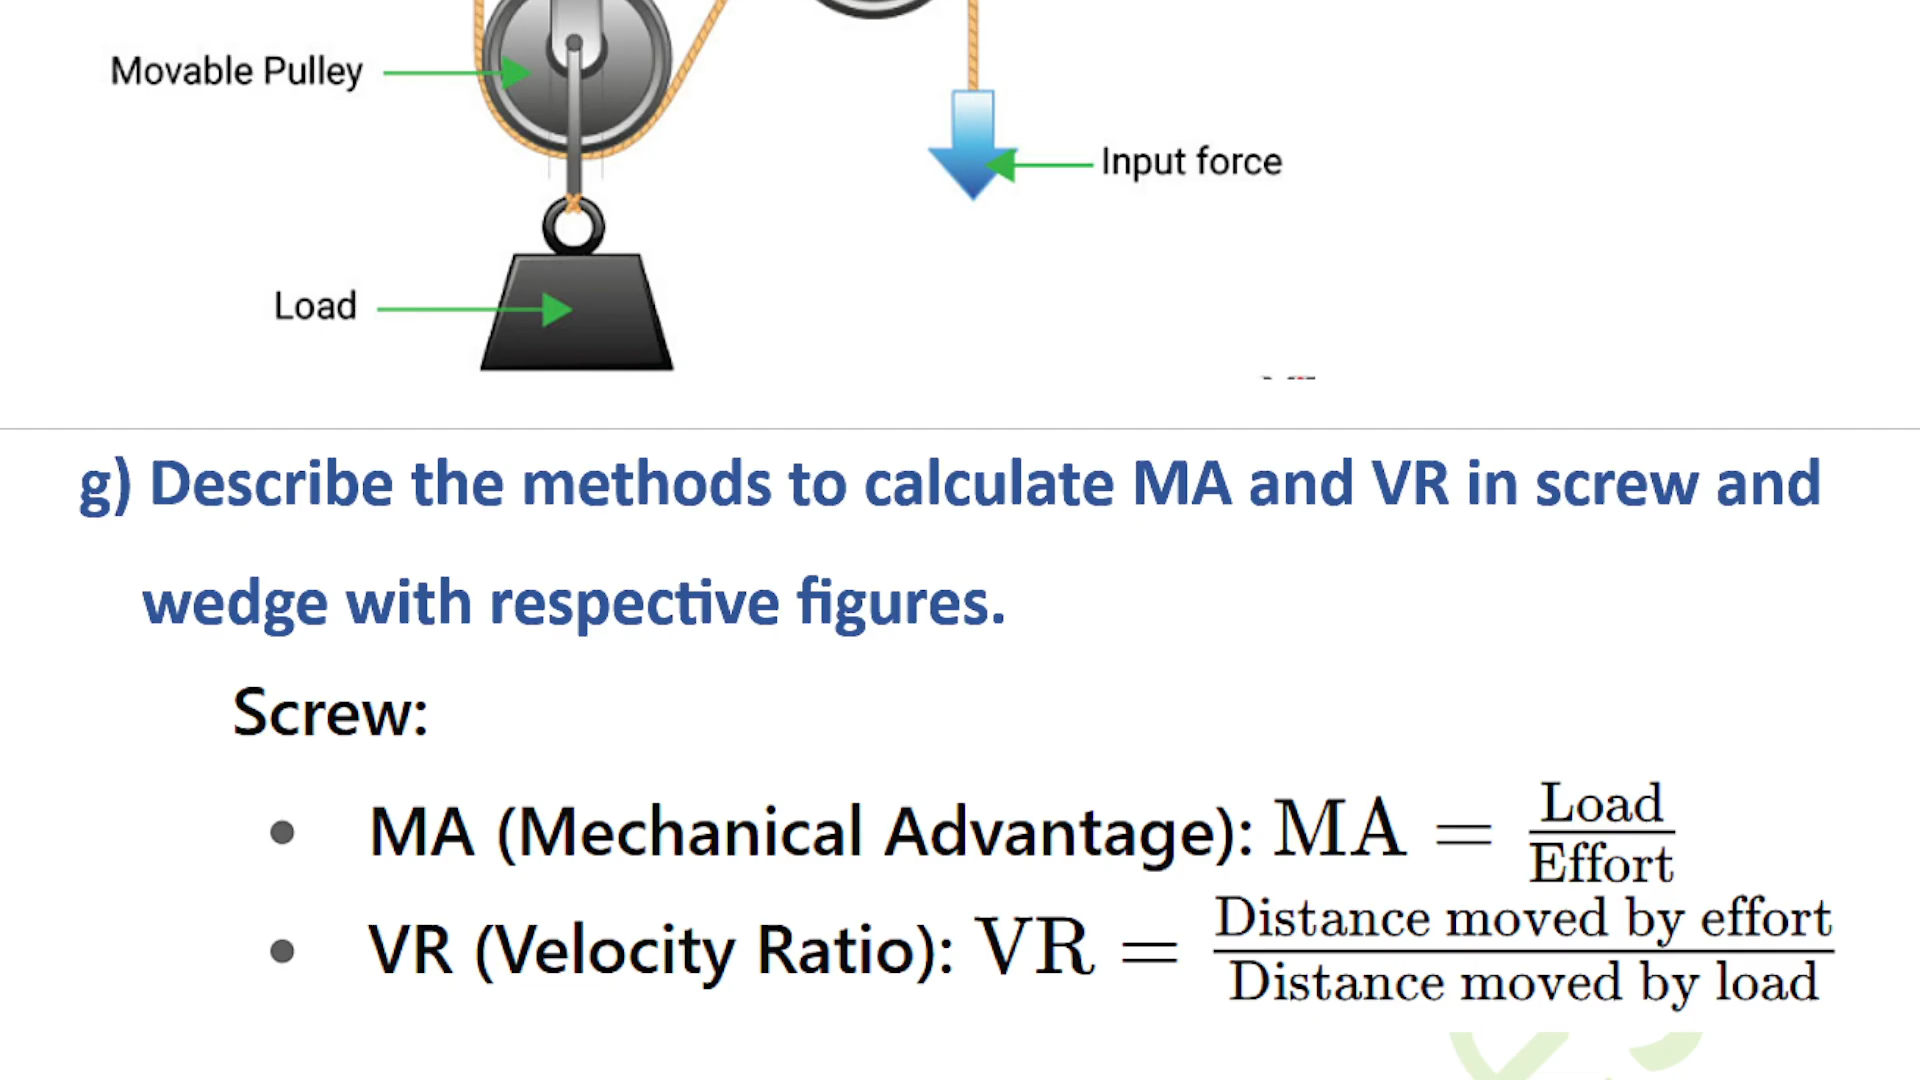 Movable Pulley
Input force
Load
g) Describe the methods to calculate MA and VR in screw and
wedge with respective figures.
Screw:
• MA (Mechanical Advantage): MA = Load / Effort
• VR (Velocity Ratio): VR = Distance moved by effort / Distance moved by load